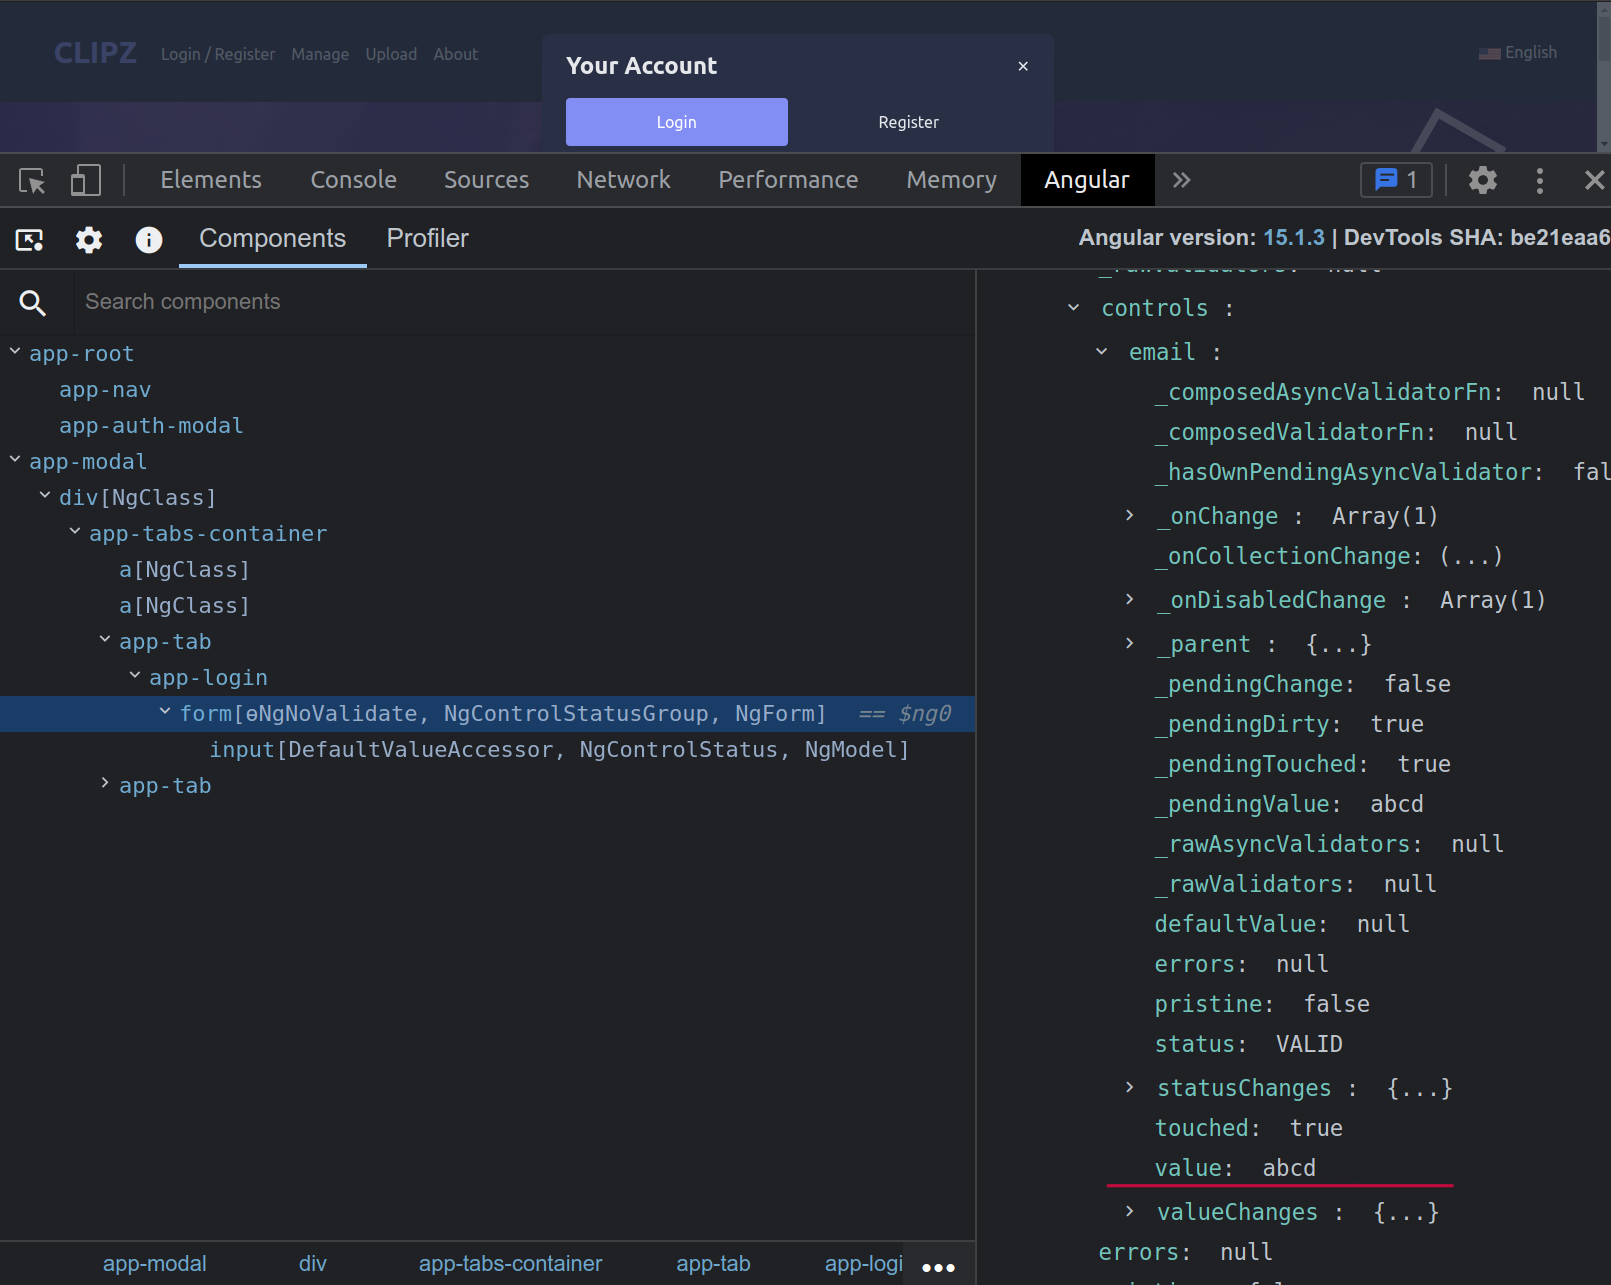 CLIPZ Login / Register Manage Upload About English
Your Account ×
Login Register
Elements Console Sources Network Performance Memory Angular 1
Components Profiler Angular version: 15.1.3 | DevTools SHA: be21eaa6
Search components
app-root
app-nav
app-auth-modal
app-modal
div[NgClass]
app-tabs-container
a[NgClass]
a[NgClass]
app-tab
app-login
form[ɵNgNoValidate, NgControlStatusGroup, NgForm] == $ng0
input[DefaultValueAccessor, NgControlStatus, NgModel]
app-tab
app-modal div app-tabs-container app-tab app-logi •••
_rawValidators: null
controls :
email :
_composedAsyncValidatorFn: null
_composedValidatorFn: null
_hasOwnPendingAsyncValidator: fal
_onChange : Array(1)
_onCollectionChange: (...)
_onDisabledChange : Array(1)
_parent : {...}
_pendingChange: false
_pendingDirty: true
_pendingTouched: true
_pendingValue: abcd
_rawAsyncValidators: null
_rawValidators: null
defaultValue: null
errors: null
pristine: false
status: VALID
statusChanges : {...}
touched: true
value: abcd
valueChanges : {...}
errors: null